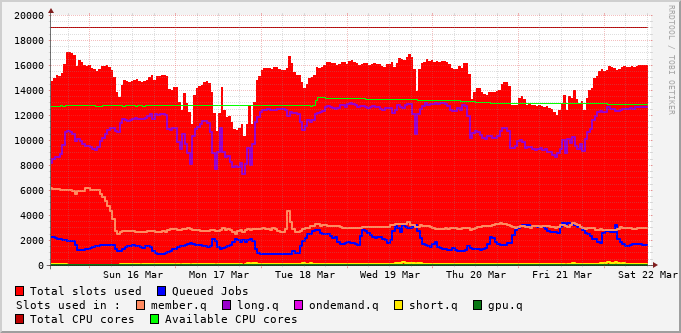 20000
18000
16000
14000
12000
10000
8000
6000
4000
2000
0
RRDTOOL / TOBI OETIKER
Sun 16 Mar Mon 17 Mar Tue 18 Mar Wed 19 Mar Thu 20 Mar Fri 21 Mar Sat 22 Mar
Total slots used Queued Jobs
Slots used in : member.q long.q ondemand.q short.q gpu.q
Total CPU cores Available CPU cores